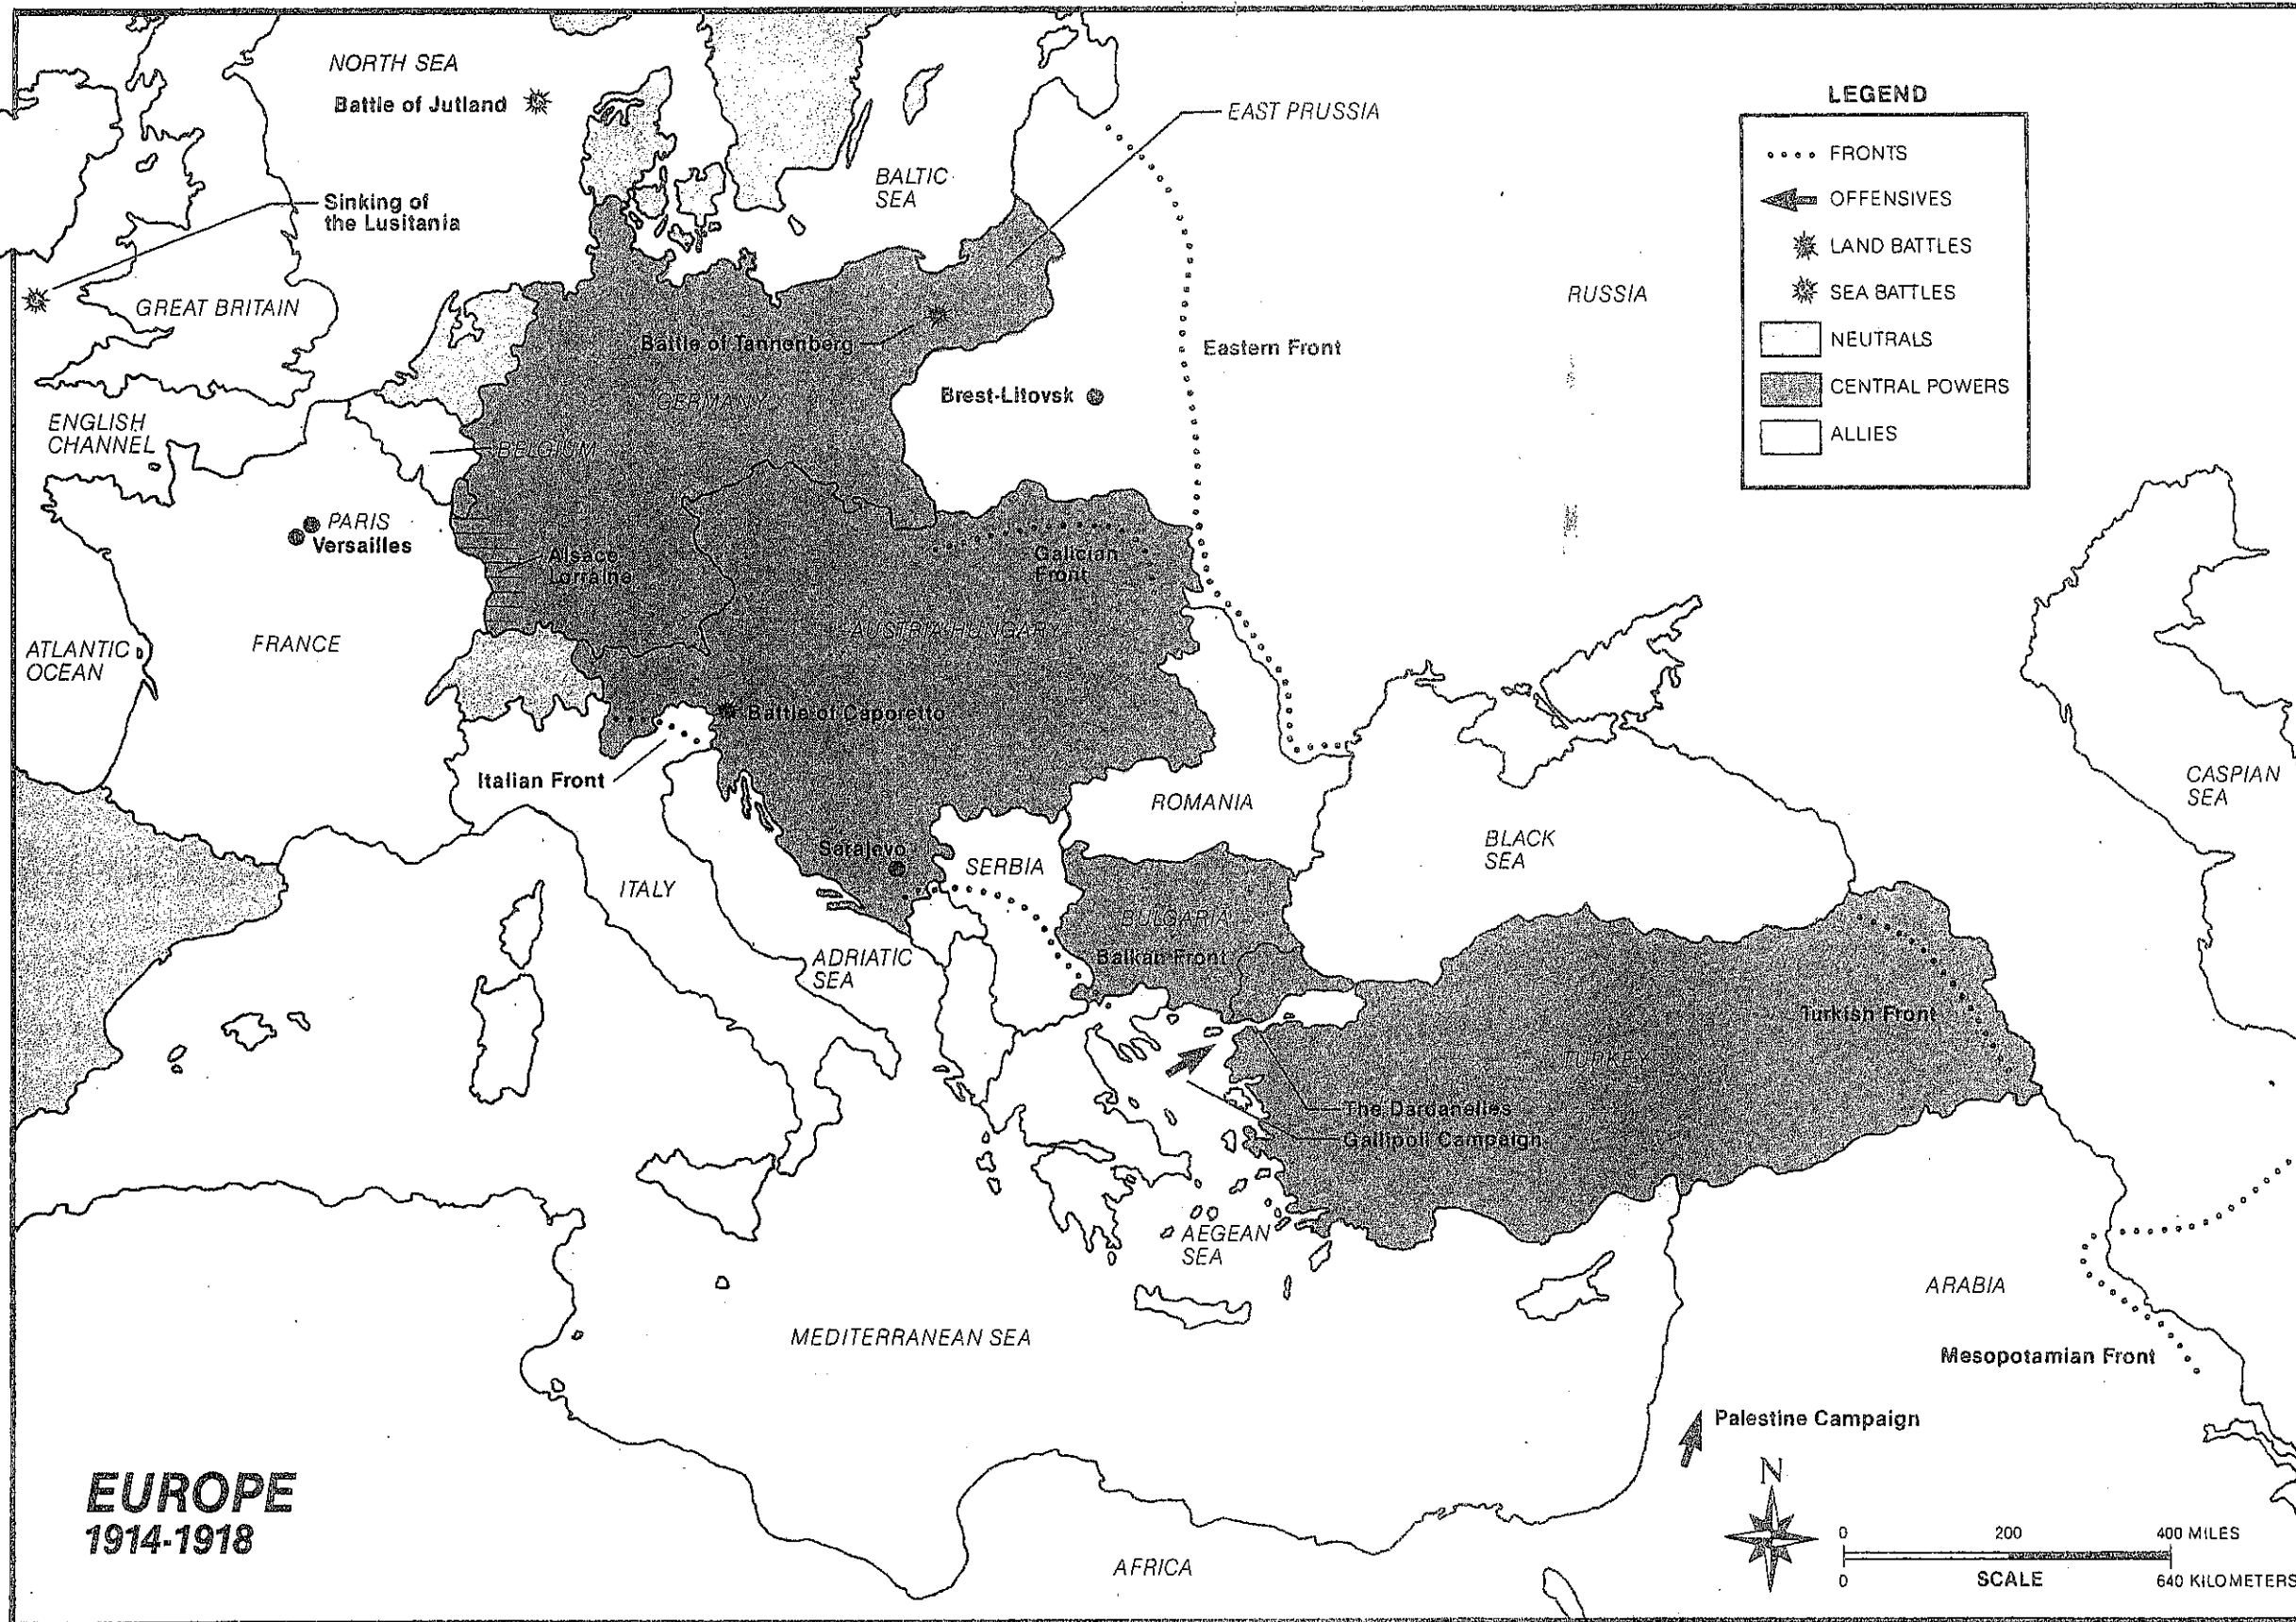 NORTH SEA
Battle of Jutland
EAST PRUSSIA
BALTIC
SEA
Sinking of
the Lusitania
GREAT BRITAIN
RUSSIA
Battle of Tannenberg
Eastern Front
Brest-Litovsk
GERMANY
ENGLISH
CHANNEL
BELGIUM
PARIS
Versailles
Alsace
Lorraine
Galician
Front
ATLANTIC
OCEAN
FRANCE
AUSTRIA-HUNGARY
Battle of Caporetto
Italian Front
ROMANIA
CASPIAN
SEA
BLACK
SEA
Sarajevo
SERBIA
ITALY
BULGARIA
Balkan Front
ADRIATIC
SEA
Turkish Front
TURKEY
The Dardanelles
Gallipoli Campaign
AEGEAN
SEA
ARABIA
MEDITERRANEAN SEA
Mesopotamian Front
Palestine Campaign
AFRICA
EUROPE
1914-1918
LEGEND
FRONTS
OFFENSIVES
LAND BATTLES
SEA BATTLES
NEUTRALS
CENTRAL POWERS
ALLIES
N
0 200 400 MILES
0 SCALE 640 KILOMETERS